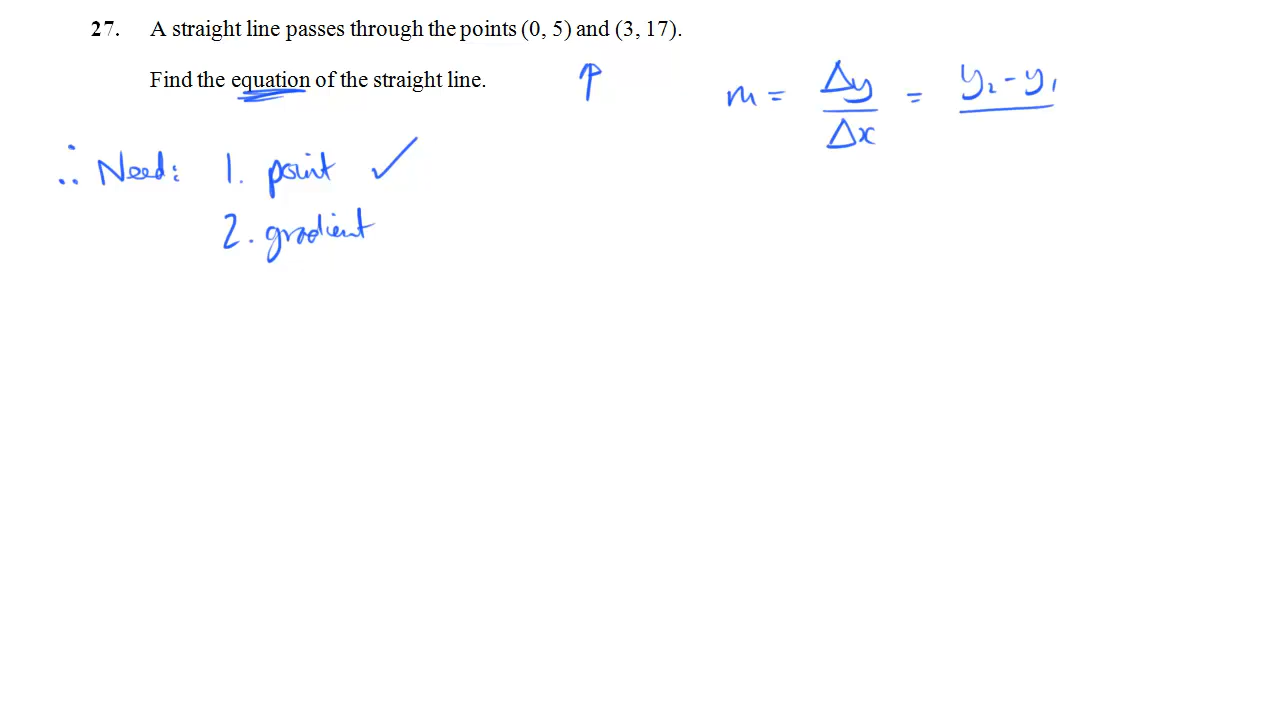 27. A straight line passes through the points (0, 5) and (3, 17).
Find the equation of the straight line.
m = Δy/Δx = y₂ - y₁
∴ Need: 1. point ✓
2. gradient